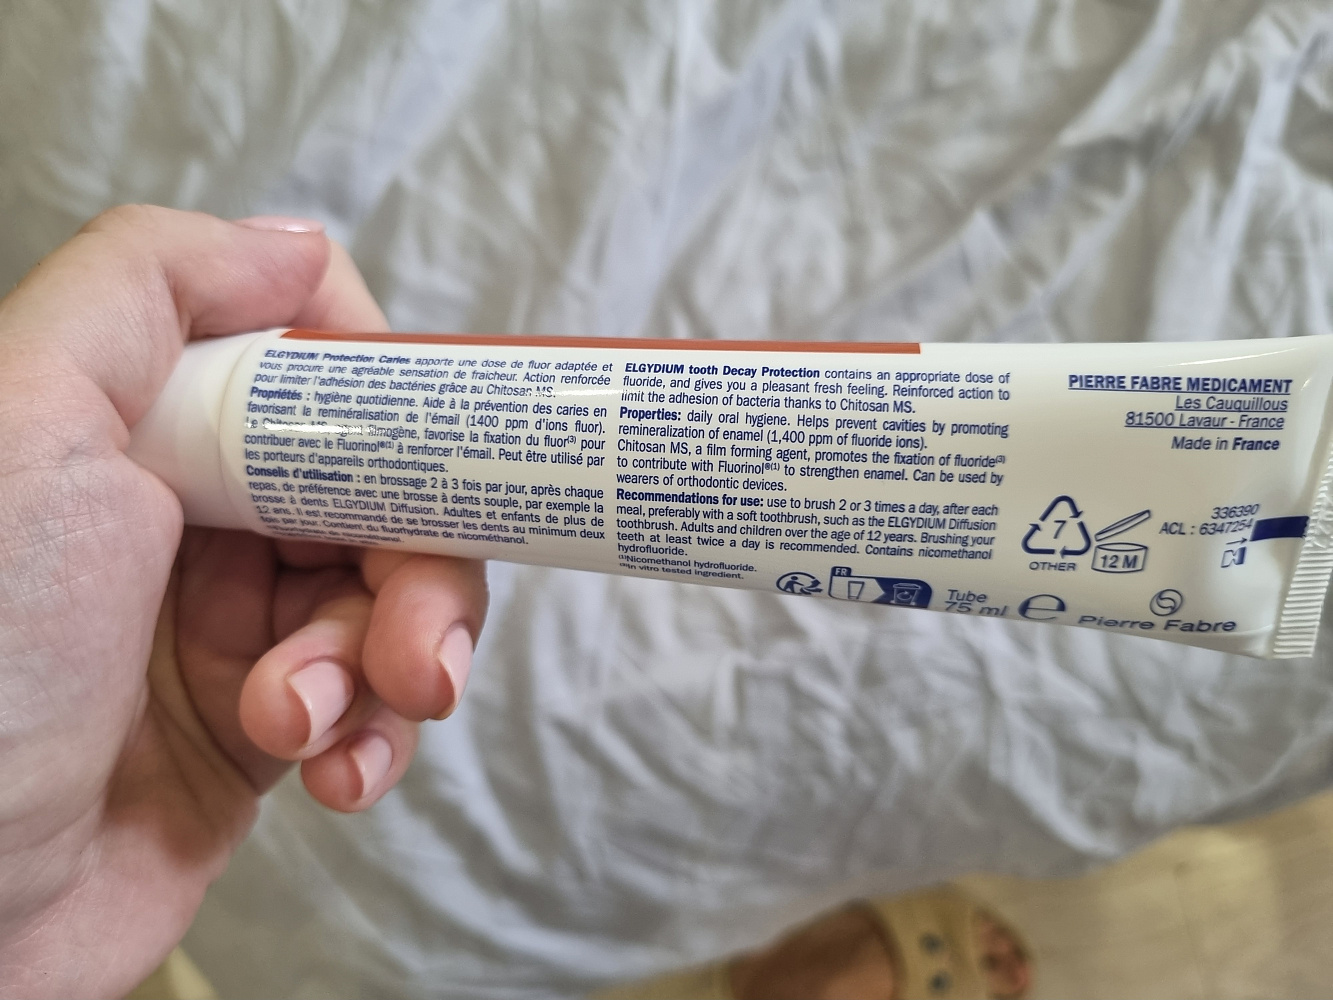 ELGYDIUM Protection Caries apporte une dose de fluor adaptée et
vous procure une agréable sensation de fraicheur. Action renforcée
pour limiter l'adhésion des bactéries grâce au Chitosan MS.
Propriétés : hygiène quotidienne. Aide à la prévention des caries en
favorisant la reminéralisation de l'émail (1400 ppm d'ions fluor).
Le Chitosan MS, agent filmogène, favorise la fixation du fluor(3) pour
contribuer avec le Fluorinol®(1) à renforcer l'émail. Peut être utilisé par
les porteurs d'appareils orthodontiques.
Conseils d'utilisation : en brossage 2 à 3 fois par jour, après chaque
repas, de préférence avec une brosse à dents souple, par exemple la
brosse à dents ELGYDIUM Diffusion. Adultes et enfants de plus de
12 ans. Il est recommandé de se brosser les dents au minimum deux
fois par jour. Contient du fluorhydrate de nicométhanol.
ELGYDIUM tooth Decay Protection contains an appropriate dose of
fluoride, and gives you a pleasant fresh feeling. Reinforced action to
limit the adhesion of bacteria thanks to Chitosan MS.
Properties: daily oral hygiene. Helps prevent cavities by promoting
remineralization of enamel (1,400 ppm of fluoride ions).
Chitosan MS, a film forming agent, promotes the fixation of fluoride(3)
to contribute with Fluorinol®(1) to strengthen enamel. Can be used by
wearers of orthodontic devices.
Recommendations for use: use to brush 2 or 3 times a day, after each
meal, preferably with a soft toothbrush, such as the ELGYDIUM Diffusion
toothbrush. Adults and children over the age of 12 years. Brushing your
teeth at least twice a day is recommended. Contains nicomethanol
hydrofluoride.
(1)Nicomethanol hydrofluoride.
(3)In vitro tested ingredient.
PIERRE FABRE MEDICAMENT
Les Cauquillous
81500 Lavaur - France
Made in France
336390
ACL : 6347254
7
OTHER
12 M
FR
Tube
75 ml e
Pierre Fabre